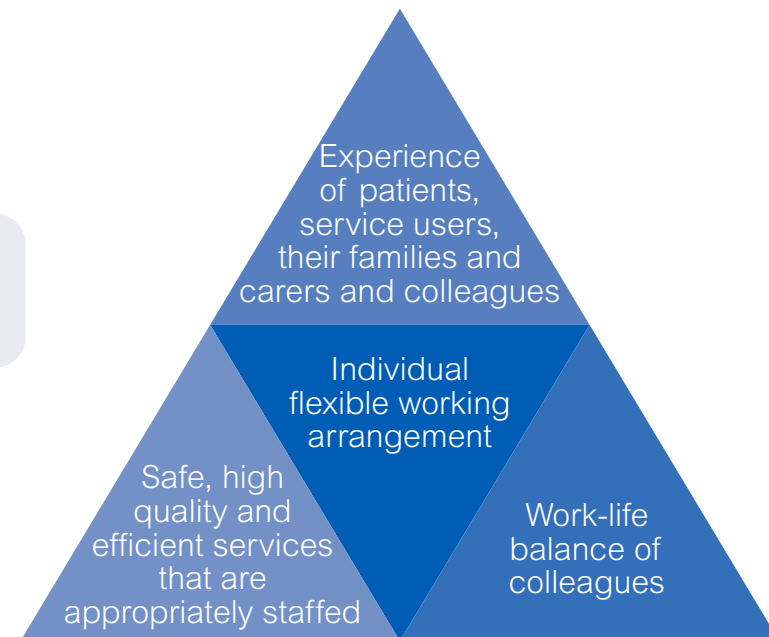 Experience
of patients,
service users,
their families and
carers and colleagues
Individual
flexible working
arrangement
Safe, high
quality and
efficient services
that are
appropriately staffed
Work-life
balance of
colleagues